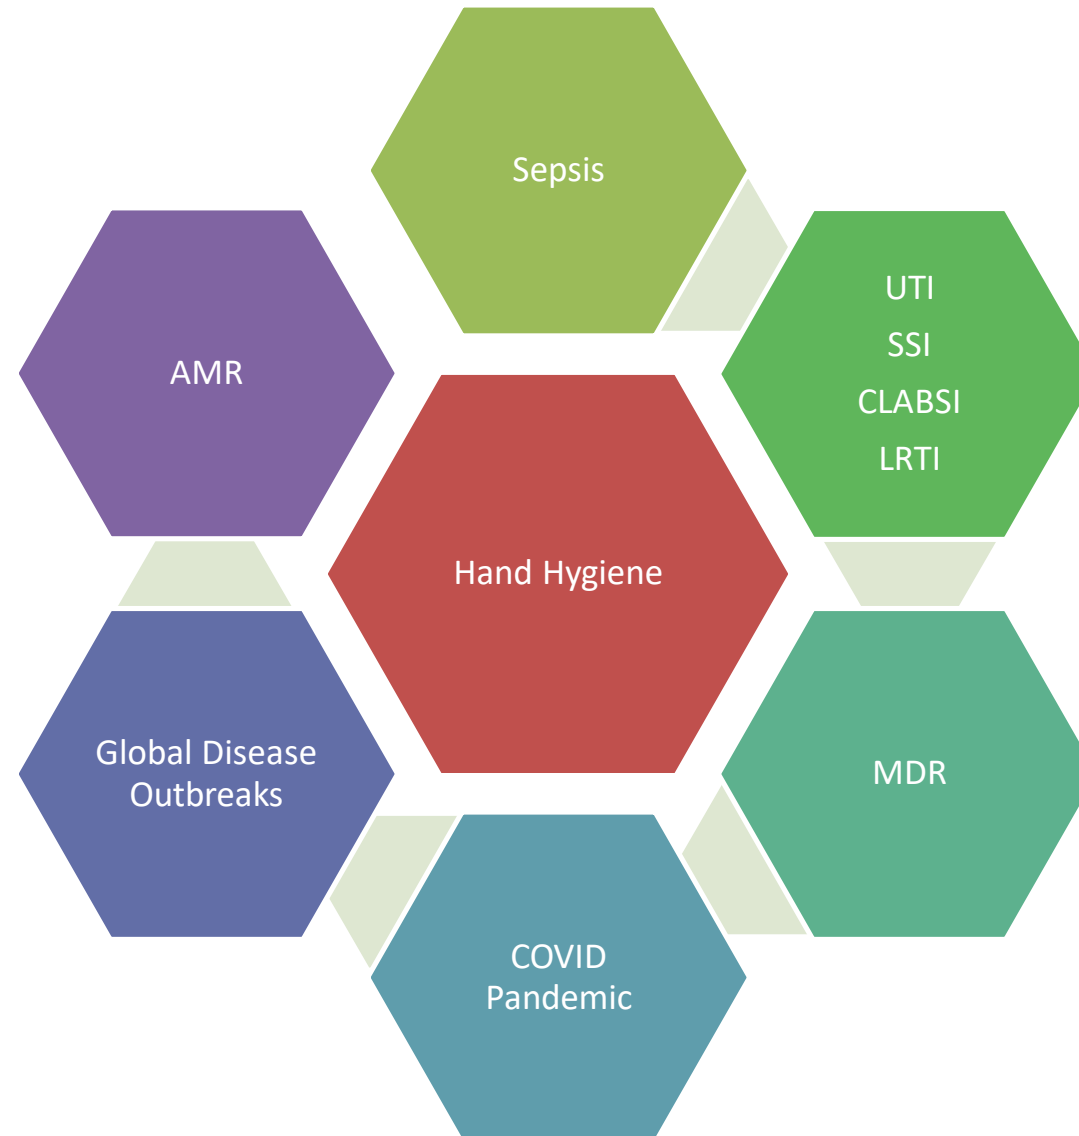 Sepsis
UTI
SSI
CLABSI
LRTI
AMR
Hand Hygiene
Global Disease
Outbreaks
MDR
COVID
Pandemic